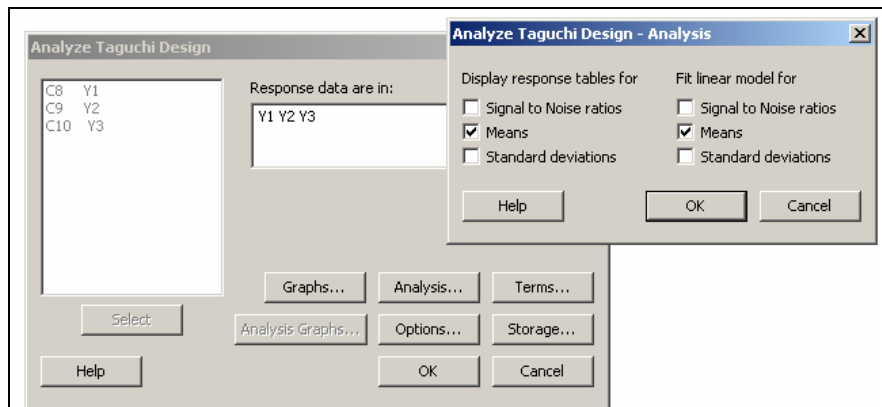 Analyze Taguchi Design
C8 Y1
C9 Y2
C10 Y3
Response data are in:
Y1 Y2 Y3
Graphs...
Analysis...
Terms...
Select
Analysis Graphs...
Options...
Storage...
Help
OK
Cancel
Analyze Taguchi Design - Analysis
Display response tables for
Fit linear model for
Signal to Noise ratios
Signal to Noise ratios
Means
Means
Standard deviations
Standard deviations
Help
OK
Cancel